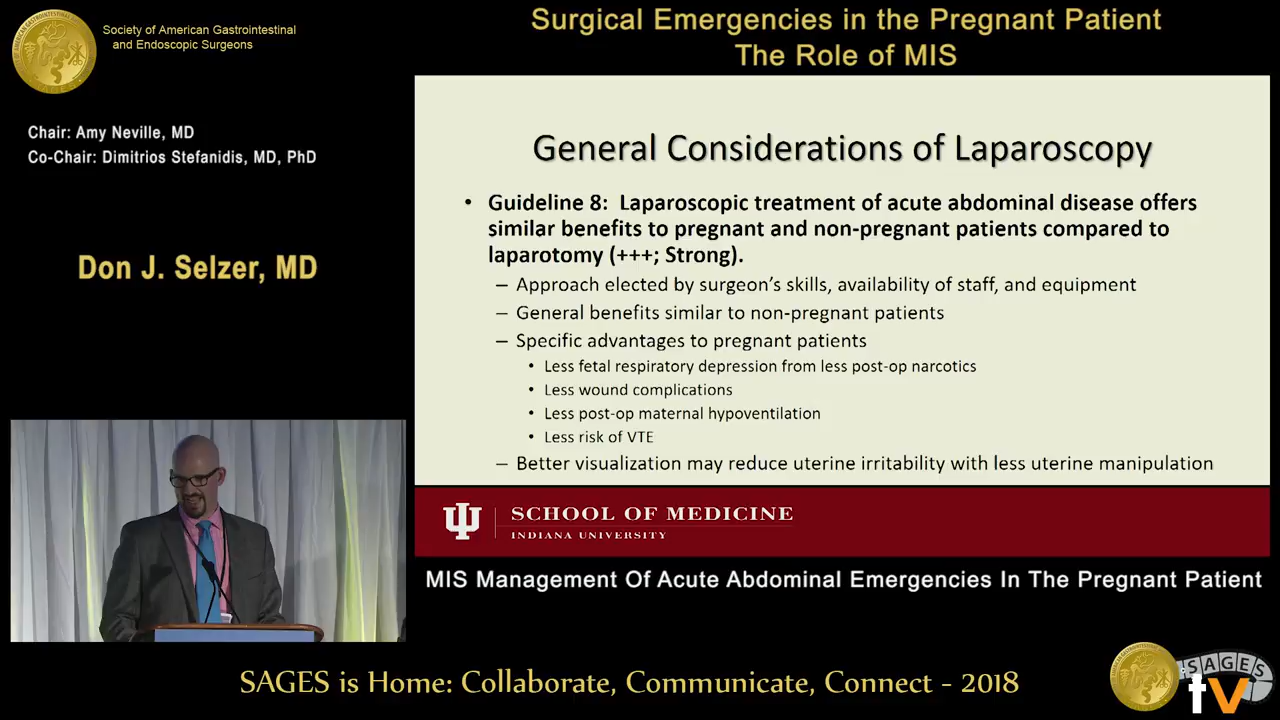 Society of American Gastrointestinal
and Endoscopic Surgeons
Surgical Emergencies in the Pregnant Patient
The Role of MIS
Chair: Amy Neville, MD
Co-Chair: Dimitrios Stefanidis, MD, PhD
Don J. Selzer, MD
General Considerations of Laparoscopy
• Guideline 8: Laparoscopic treatment of acute abdominal disease offers
similar benefits to pregnant and non-pregnant patients compared to
laparotomy (+++; Strong).
– Approach elected by surgeon's skills, availability of staff, and equipment
– General benefits similar to non-pregnant patients
– Specific advantages to pregnant patients
• Less fetal respiratory depression from less post-op narcotics
• Less wound complications
• Less post-op maternal hypoventilation
• Less risk of VTE
– Better visualization may reduce uterine irritability with less uterine manipulation
SCHOOL OF MEDICINE
INDIANA UNIVERSITY
MIS Management Of Acute Abdominal Emergencies In The Pregnant Patient
SAGES is Home: Collaborate, Communicate, Connect - 2018
SAGES
tv